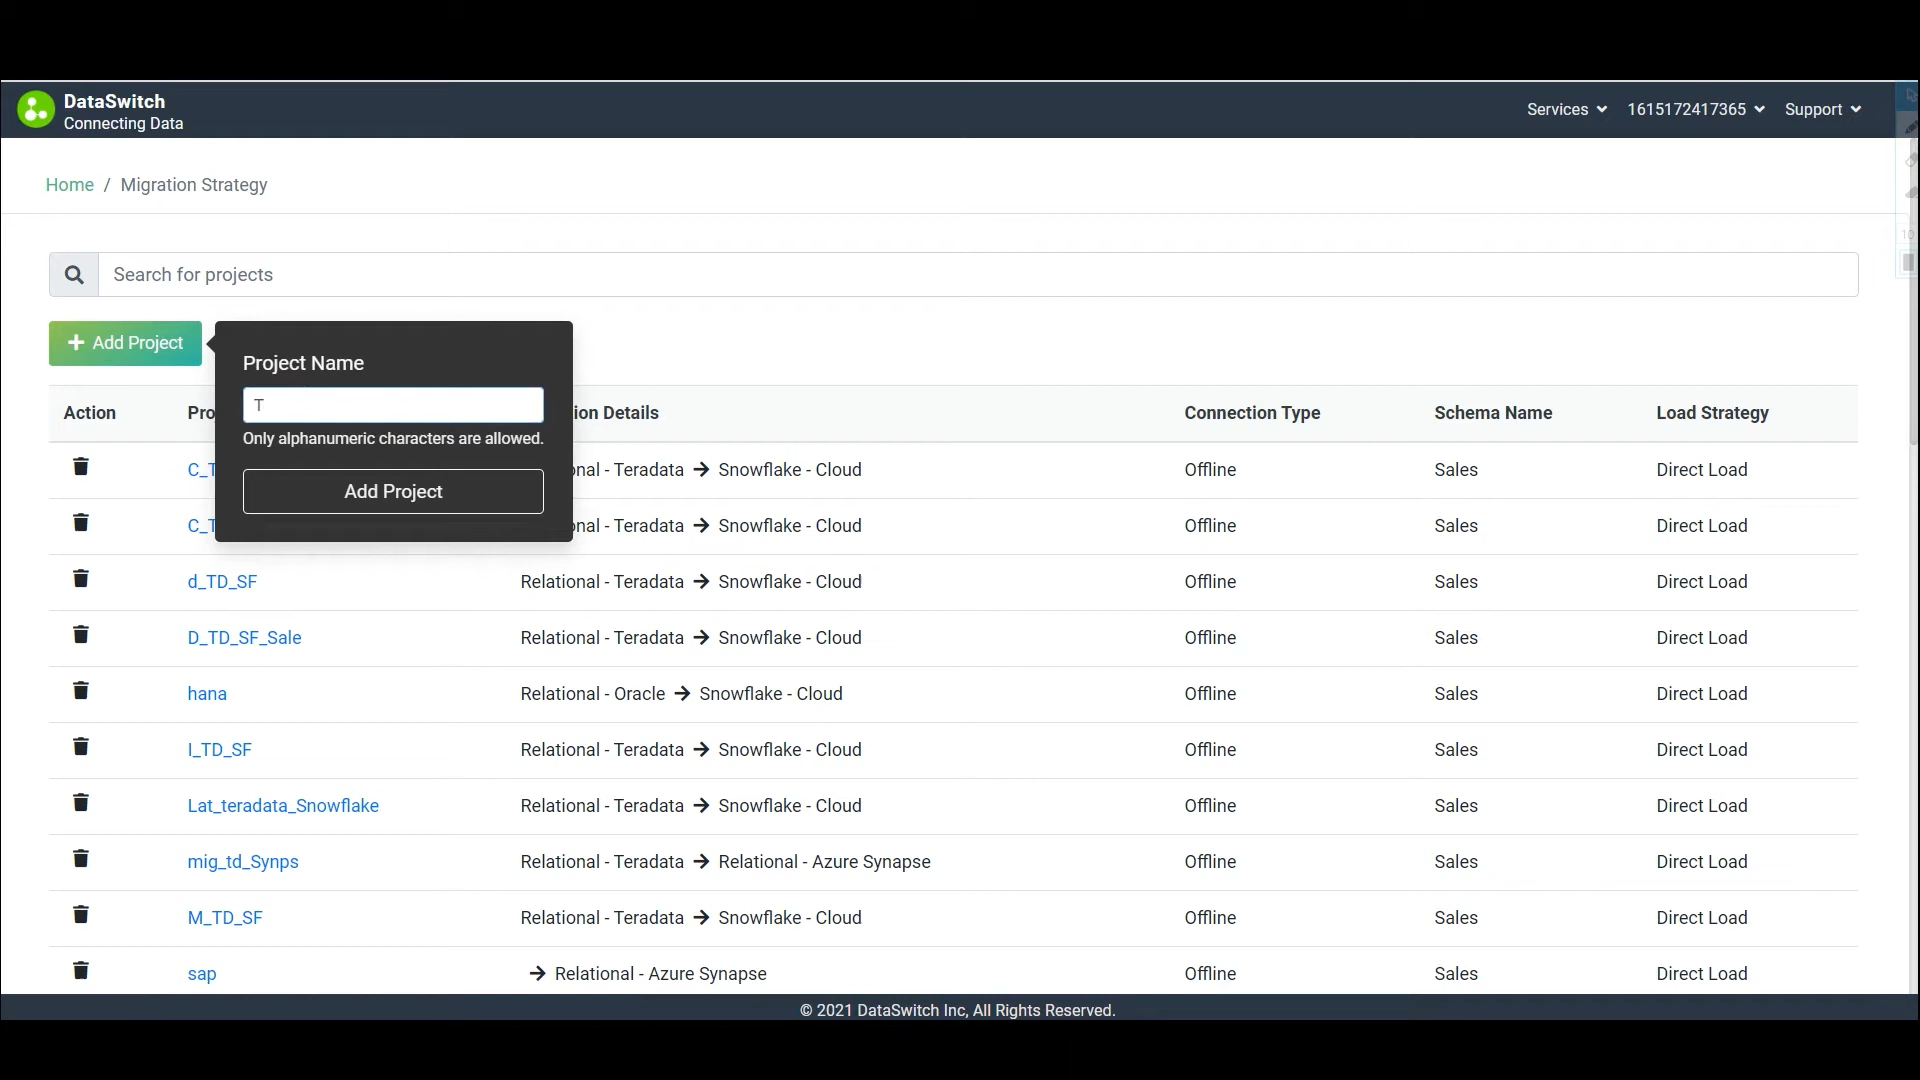 DataSwitch
Connecting Data
Services 1615172417365 Support
Home / Migration Strategy
Search for projects
+ Add Project
Project Name
T
Only alphanumeric characters are allowed.
Add Project
Action Pro ion Details Connection Type Schema Name Load Strategy
C_T nal - Teradata → Snowflake - Cloud Offline Sales Direct Load
C_T nal - Teradata → Snowflake - Cloud Offline Sales Direct Load
d_TD_SF Relational - Teradata → Snowflake - Cloud Offline Sales Direct Load
D_TD_SF_Sale Relational - Teradata → Snowflake - Cloud Offline Sales Direct Load
hana Relational - Oracle → Snowflake - Cloud Offline Sales Direct Load
I_TD_SF Relational - Teradata → Snowflake - Cloud Offline Sales Direct Load
Lat_teradata_Snowflake Relational - Teradata → Snowflake - Cloud Offline Sales Direct Load
mig_td_Synps Relational - Teradata → Relational - Azure Synapse Offline Sales Direct Load
M_TD_SF Relational - Teradata → Snowflake - Cloud Offline Sales Direct Load
sap → Relational - Azure Synapse Offline Sales Direct Load
© 2021 DataSwitch Inc, All Rights Reserved.